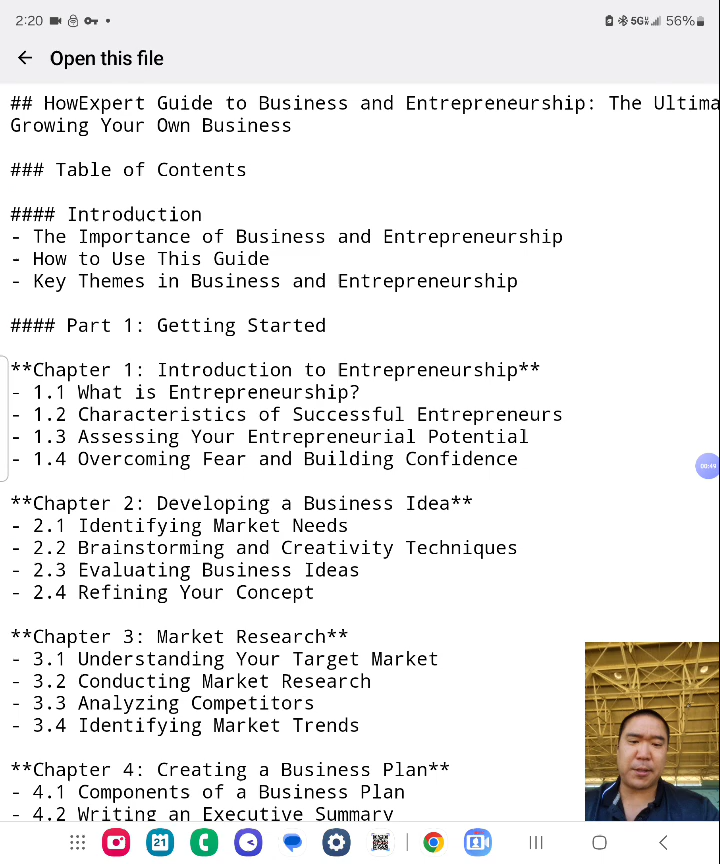 2:20
5G
56%
Open this file
## HowExpert Guide to Business and Entrepreneurship: The Ultima
Growing Your Own Business
### Table of Contents
#### Introduction
- The Importance of Business and Entrepreneurship
- How to Use This Guide
- Key Themes in Business and Entrepreneurship
#### Part 1: Getting Started
**Chapter 1: Introduction to Entrepreneurship**
- 1.1 What is Entrepreneurship?
- 1.2 Characteristics of Successful Entrepreneurs
- 1.3 Assessing Your Entrepreneurial Potential
- 1.4 Overcoming Fear and Building Confidence
00:49
**Chapter 2: Developing a Business Idea**
- 2.1 Identifying Market Needs
- 2.2 Brainstorming and Creativity Techniques
- 2.3 Evaluating Business Ideas
- 2.4 Refining Your Concept
**Chapter 3: Market Research**
- 3.1 Understanding Your Target Market
- 3.2 Conducting Market Research
- 3.3 Analyzing Competitors
- 3.4 Identifying Market Trends
**Chapter 4: Creating a Business Plan**
- 4.1 Components of a Business Plan
- 4.2 Writing an Executive Summary
21